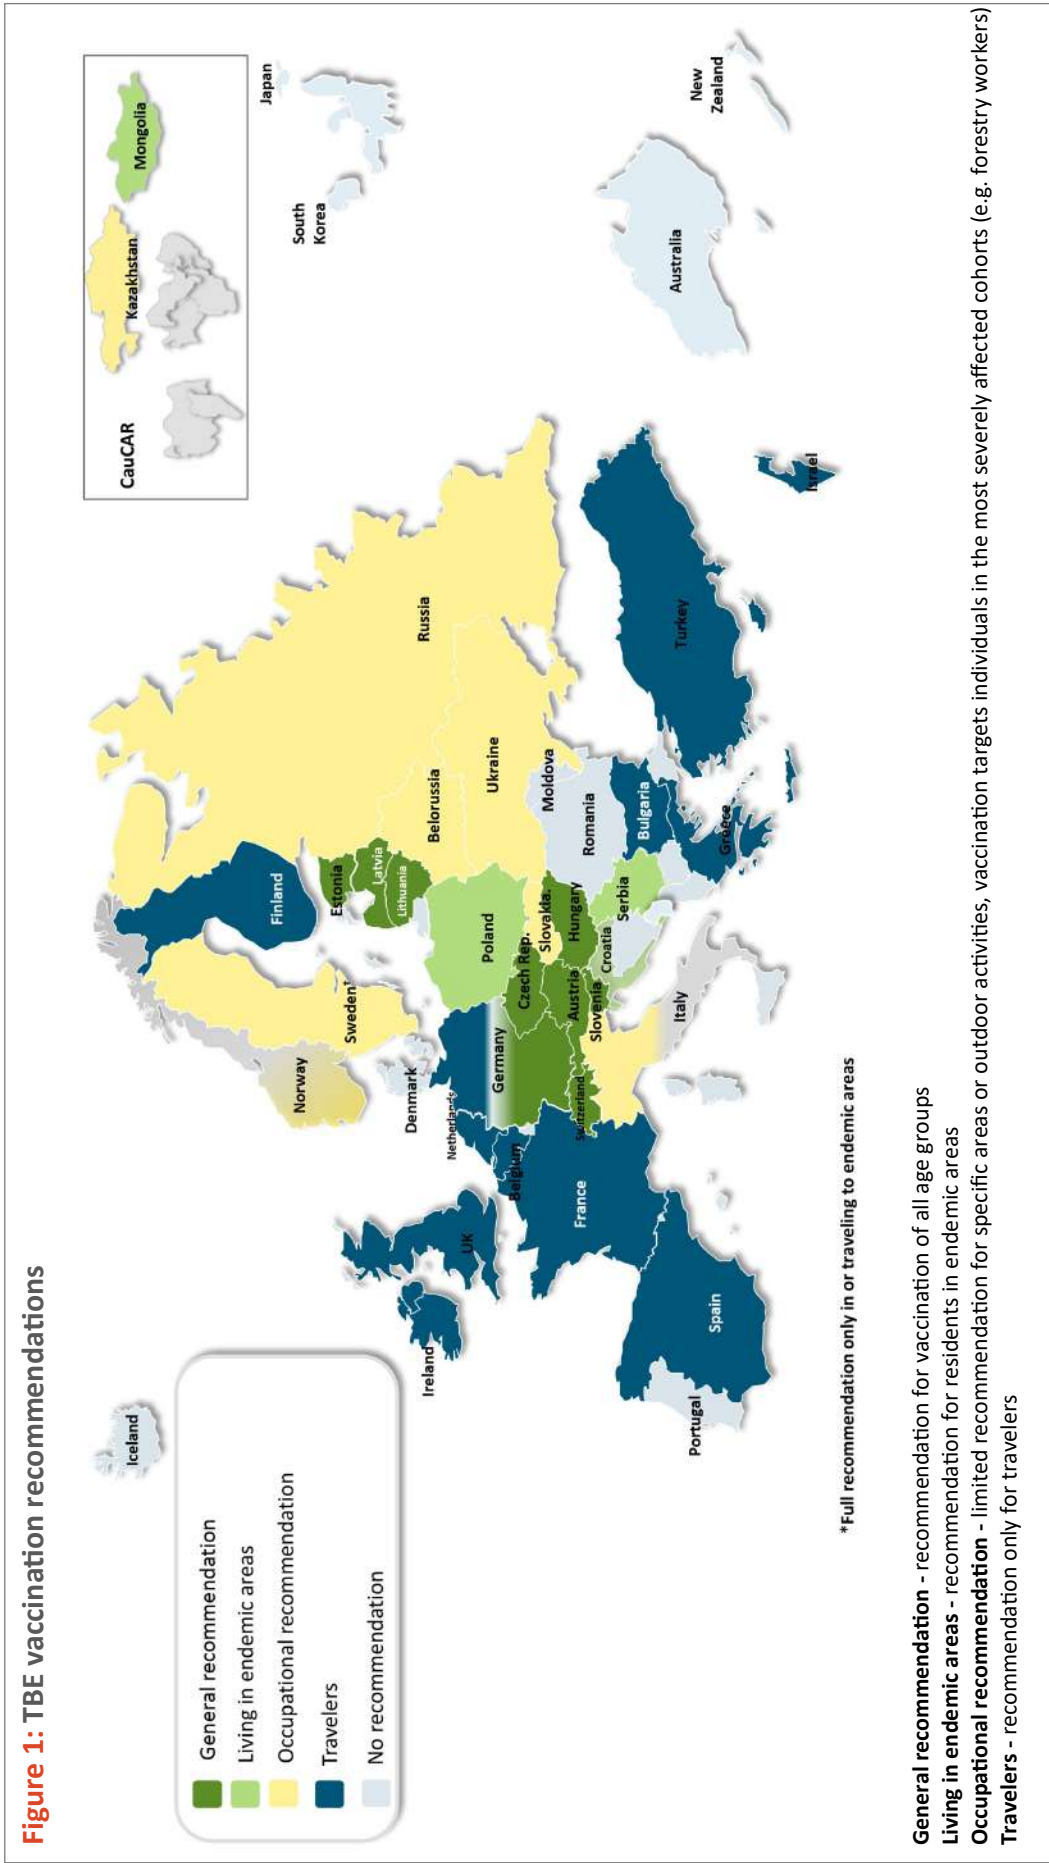 Figure 1: TBE vaccination recommendations
General recommendation
Living in endemic areas
Occupational recommendation
Travelers
No recommendation
Iceland
Norway
Sweden†
Finland
Russia
Estonia
Latvia
Lithuania
Belorussia
Ukraine
Moldova
Denmark
Netherlands
Ireland
UK
Belgium
Germany
Poland
Czech Rep.
Slovakia.
Hungary
Austria
Slovenia
Switzerland
France
Croatia
Serbia
Romania
Bulgaria
Portugal
Spain
Italy
Greece
Turkey
Israel
CauCAR
Kazakhstan
Mongolia
South
Korea
Japan
Australia
New
Zealand
*Full recommendation only in or traveling to endemic areas
General recommendation - recommendation for vaccination of all age groups
Living in endemic areas - recommendation for residents in endemic areas
Occupational recommendation - limited recommendation for specific areas or outdoor activities, vaccination targets individuals in the most severely affected cohorts (e.g. forestry workers)
Travelers - recommendation only for travelers